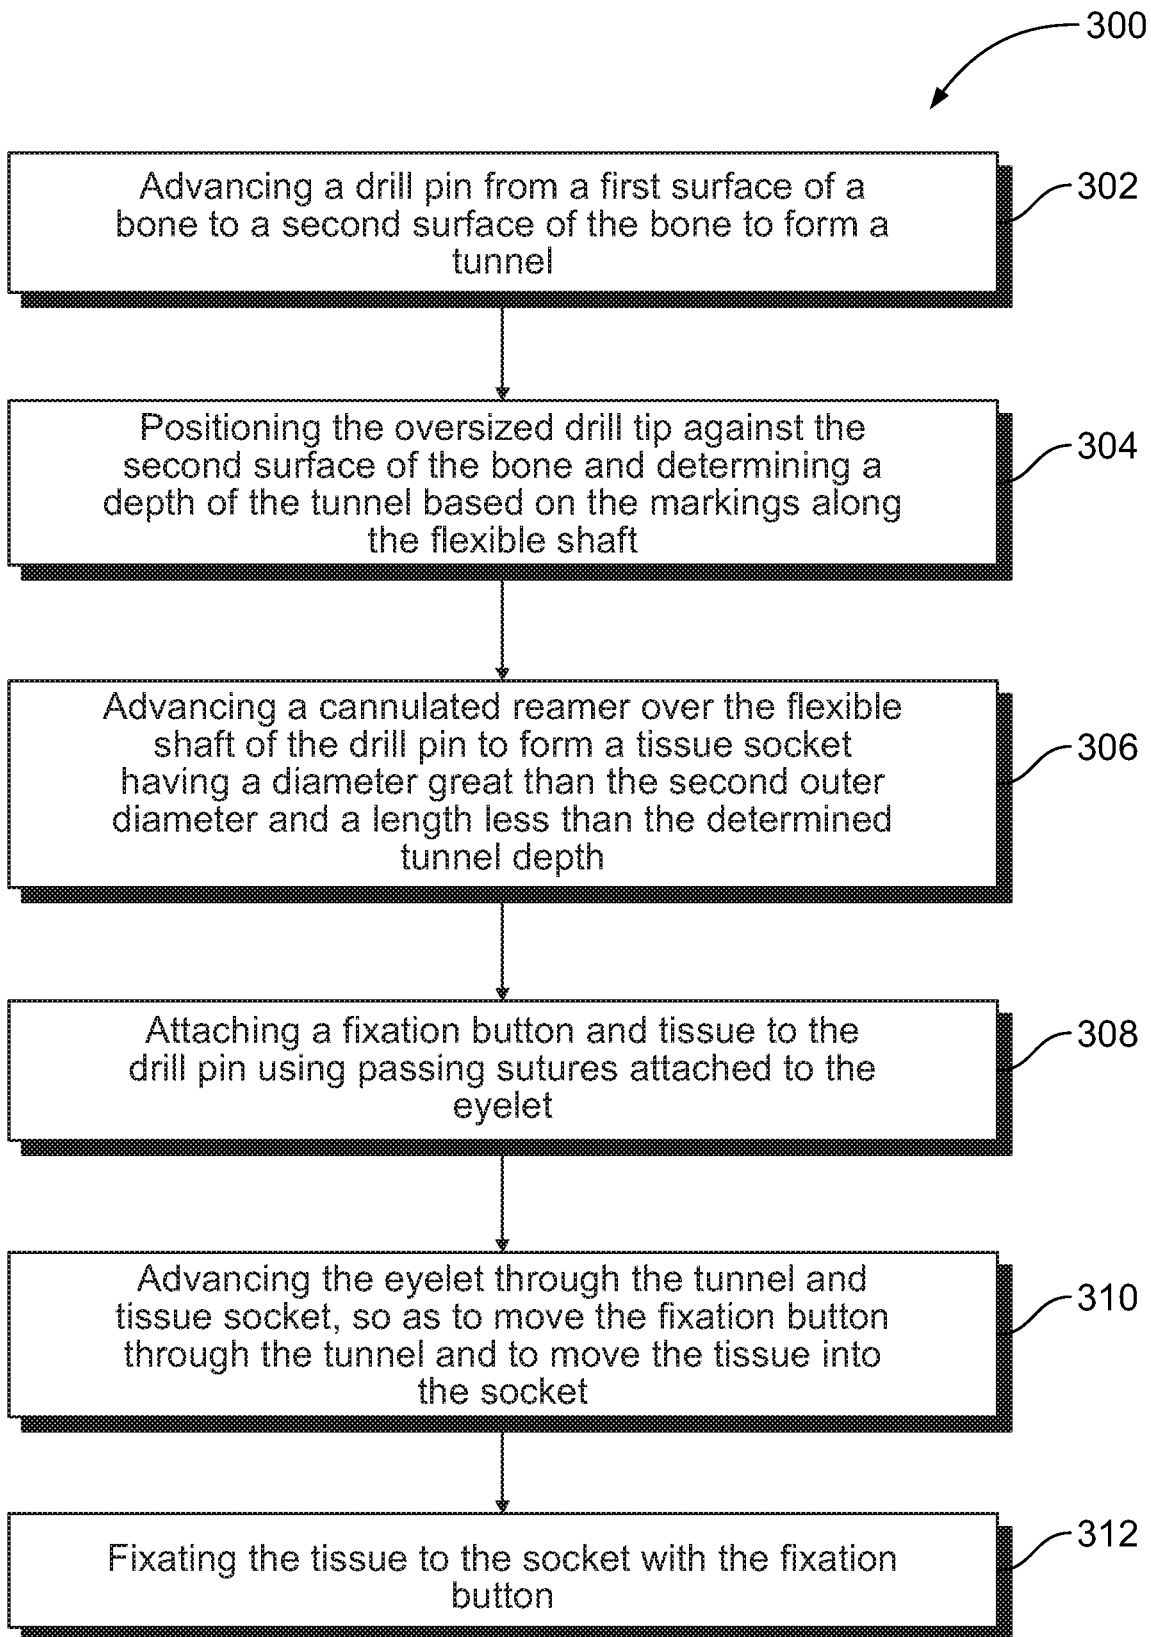 300
Advancing a drill pin from a first surface of a
bone to a second surface of the bone to form a
tunnel
302
Positioning the oversized drill tip against the
second surface of the bone and determining a
depth of the tunnel based on the markings along
the flexible shaft
304
Advancing a cannulated reamer over the flexible
shaft of the drill pin to form a tissue socket
having a diameter great than the second outer
diameter and a length less than the determined
tunnel depth
306
Attaching a fixation button and tissue to the
drill pin using passing sutures attached to the
eyelet
308
Advancing the eyelet through the tunnel and
tissue socket, so as to move the fixation button
through the tunnel and to move the tissue into
the socket
310
Fixating the tissue to the socket with the fixation
button
312